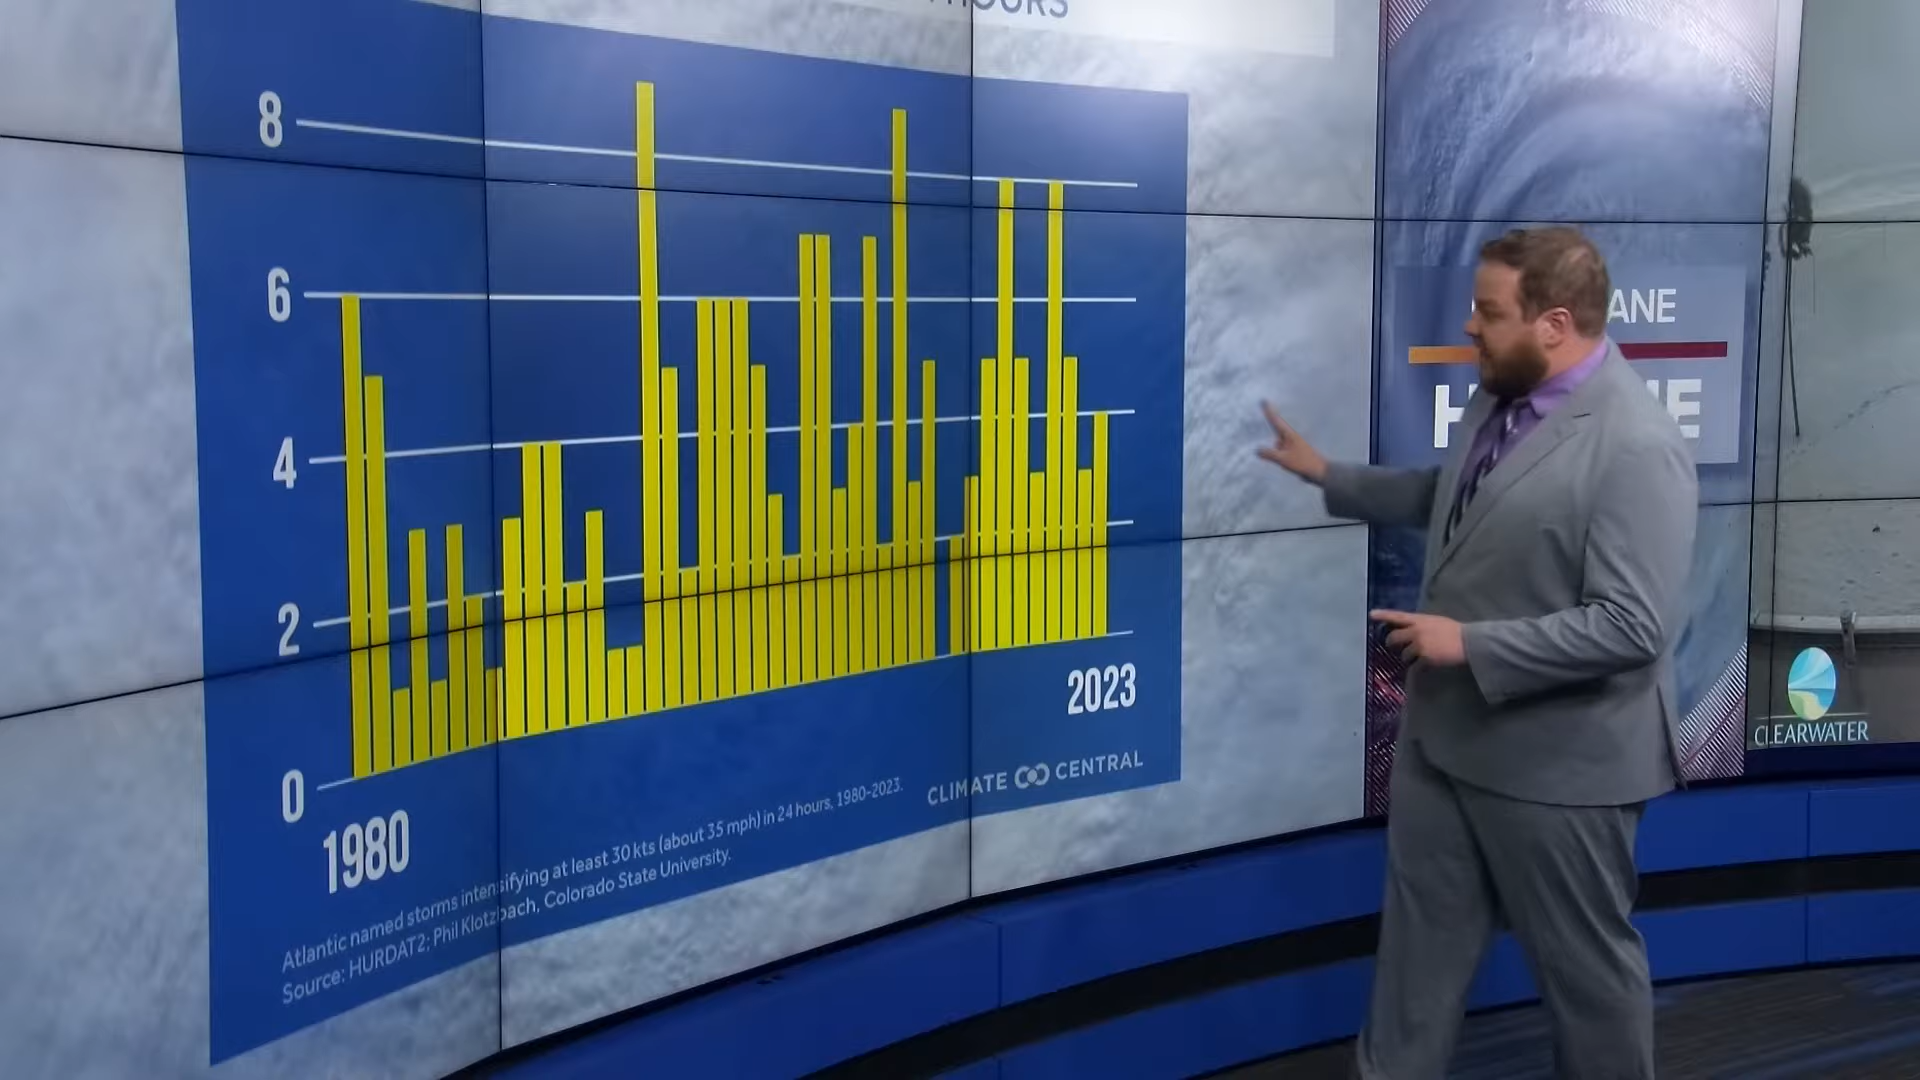 HOURS
8
6
4
2
0
1980
2023
CLIMATE CENTRAL
Atlantic named storms intensifying at least 30 kts (about 35 mph) in 24 hours, 1980-2023.
Source: HURDAT2; Phil Klotzbach, Colorado State University.
CLEARWATER